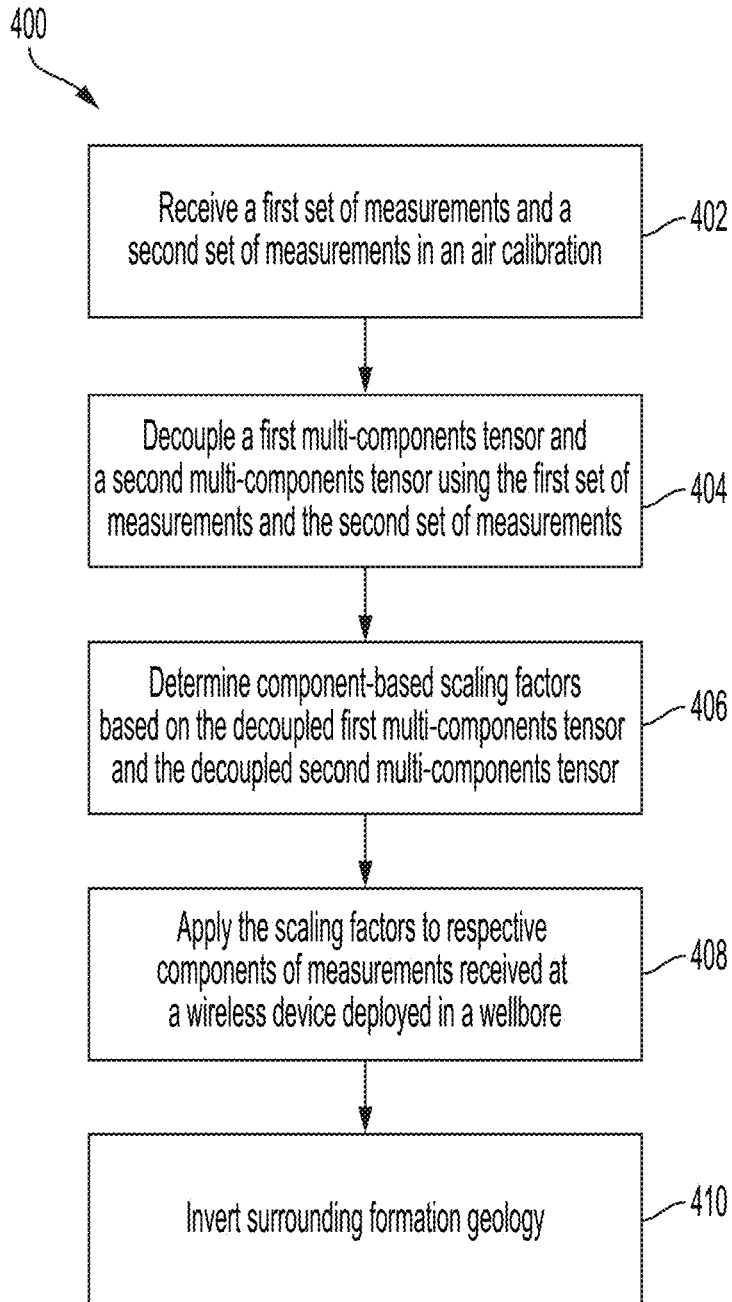 400
Receive a first set of measurements and a
second set of measurements in an air calibration
402
Decouple a first multi-components tensor and
a second multi-components tensor using the first set of
measurements and the second set of measurements
404
Determine component-based scaling factors
based on the decoupled first multi-components tensor
and the decoupled second multi-components tensor
406
Apply the scaling factors to respective
components of measurements received at
a wireless device deployed in a wellbore
408
Invert surrounding formation geology
410